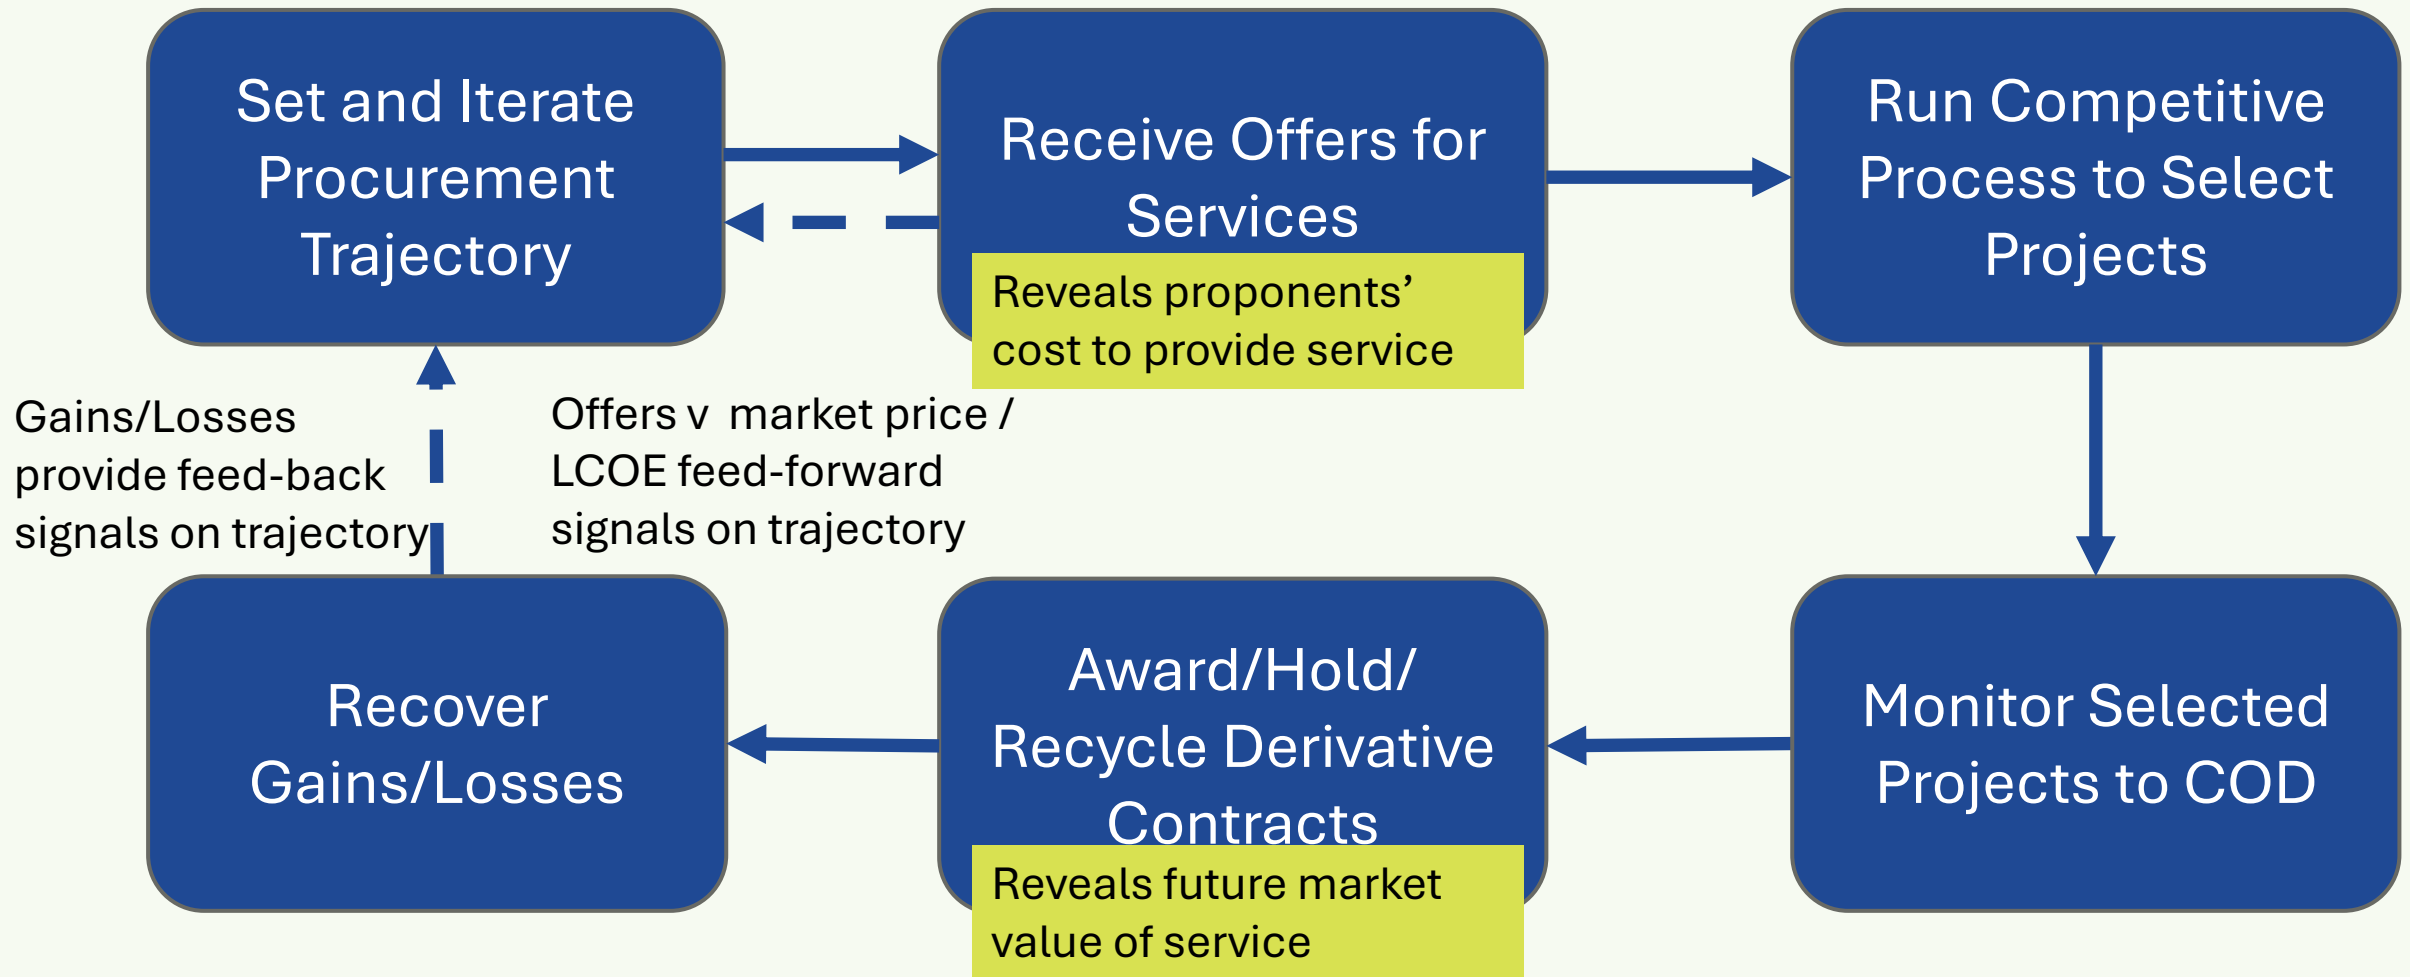 Set and Iterate
Procurement
Trajectory
Receive Offers for
Services
Reveals proponents’
cost to provide service
Run Competitive
Process to Select
Projects
Gains/Losses
provide feed-back
signals on trajectory
Offers v  market price /
LCOE feed-forward
signals on trajectory
Recover
Gains/Losses
Award/Hold/
Recycle Derivative
Contracts
Reveals future market
value of service
Monitor Selected
Projects to COD